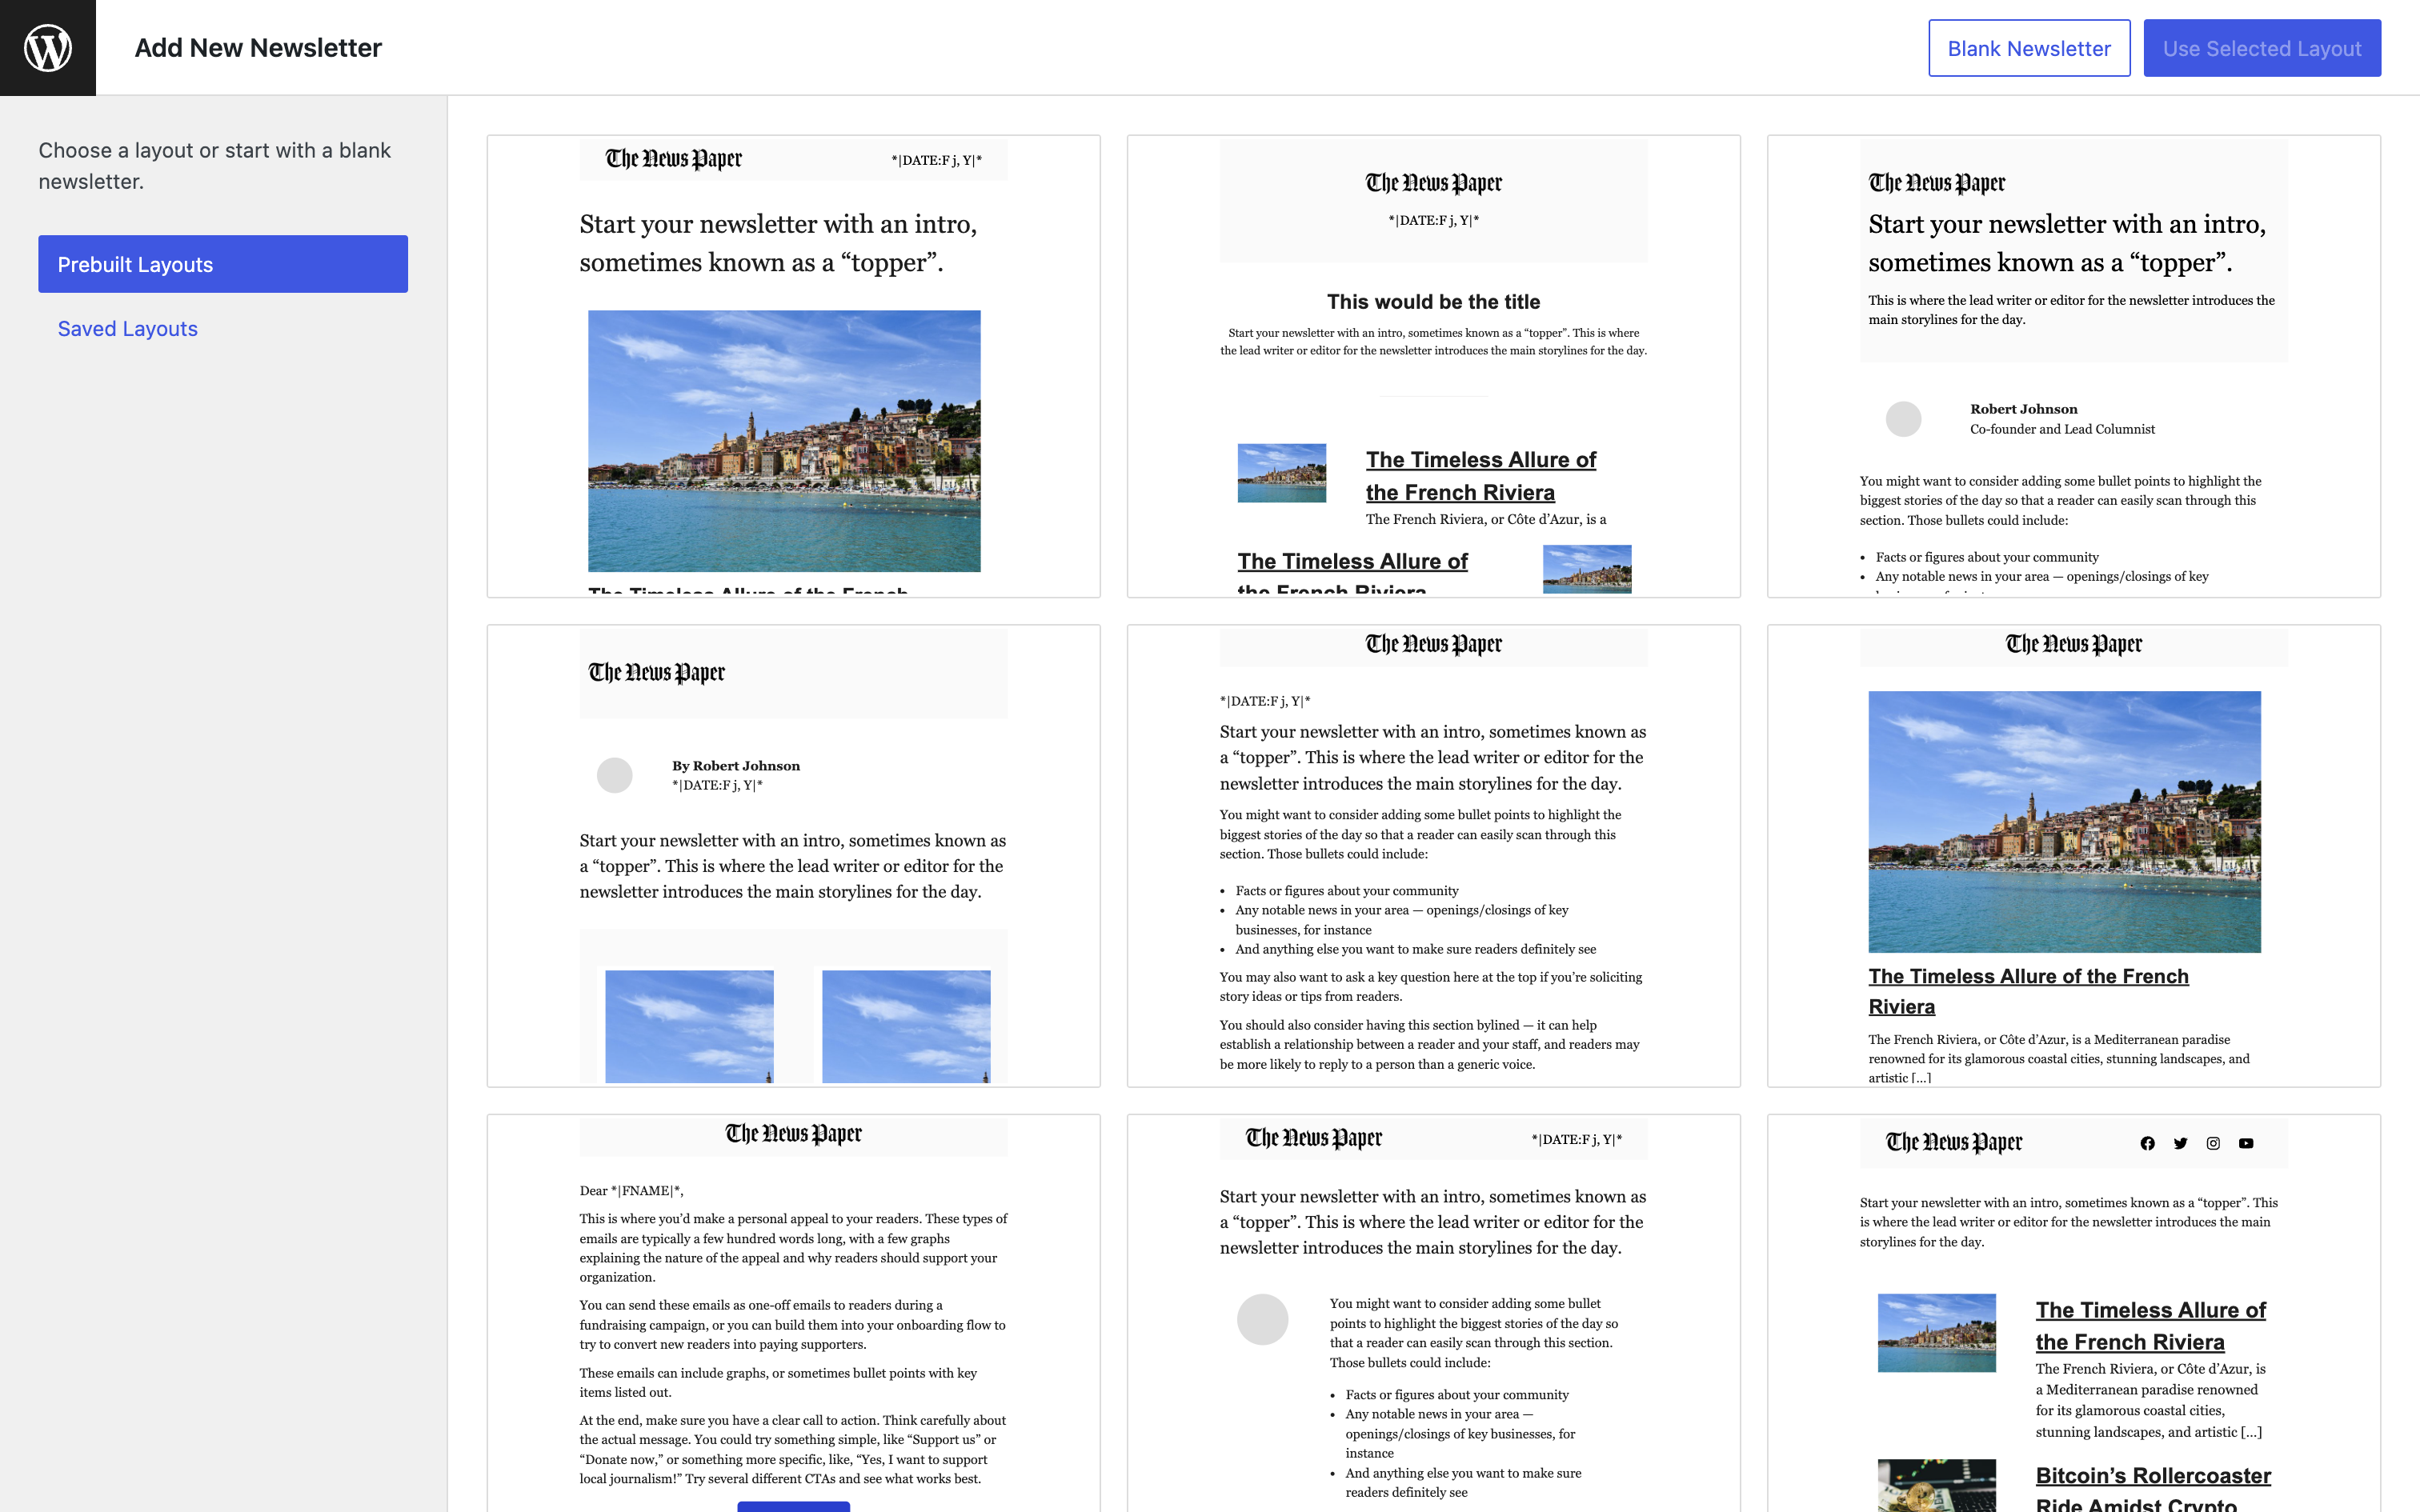 Add New Newsletter
Blank Newsletter
Use Selected Layout
Choose a layout or start with a blank
newsletter.
Prebuilt Layouts
Saved Layouts
The News Paper
*|DATE:F j, Y|*
Start your newsletter with an intro,
sometimes known as a “topper”.
The Timeless Allure of the French
The News Paper
*|DATE:F j, Y|*
This would be the title
Start your newsletter with an intro, sometimes known as a “topper”. This is where
the lead writer or editor for the newsletter introduces the main storylines for the day.
The Timeless Allure of
the French Riviera
The French Riviera, or Côte d’Azur, is a
The Timeless Allure of
the French Riviera
The News Paper
Start your newsletter with an intro,
sometimes known as a “topper”.
This is where the lead writer or editor for the newsletter introduces the
main storylines for the day.
Robert Johnson
Co-founder and Lead Columnist
You might want to consider adding some bullet points to highlight the
biggest stories of the day so that a reader can easily scan through this
section. Those bullets could include:
• Facts or figures about your community
• Any notable news in your area — openings/closings of key
The News Paper
By Robert Johnson
*|DATE:F j, Y|*
Start your newsletter with an intro, sometimes known as
a “topper”. This is where the lead writer or editor for the
newsletter introduces the main storylines for the day.
The News Paper
*|DATE:F j, Y|*
Start your newsletter with an intro, sometimes known as
a “topper”. This is where the lead writer or editor for the
newsletter introduces the main storylines for the day.
You might want to consider adding some bullet points to highlight the
biggest stories of the day so that a reader can easily scan through this
section. Those bullets could include:
• Facts or figures about your community
• Any notable news in your area — openings/closings of key
businesses, for instance
• And anything else you want to make sure readers definitely see
You may also want to ask a key question here at the top if you’re soliciting
story ideas or tips from readers.
You should also consider having this section bylined — it can help
establish a relationship between a reader and your staff, and readers may
be more likely to reply to a person than a generic voice.
The News Paper
The Timeless Allure of the French
Riviera
The French Riviera, or Côte d’Azur, is a Mediterranean paradise
renowned for its glamorous coastal cities, stunning landscapes, and
artistic [...]
The News Paper
Dear *|FNAME|*,
This is where you’d make a personal appeal to your readers. These types of
emails are typically a few hundred words long, with a few graphs
explaining the nature of the appeal and why readers should support your
organization.
You can send these emails as one-off emails to readers during a
fundraising campaign, or you can build them into your onboarding flow to
try to convert new readers into paying supporters.
These emails can include graphs, or sometimes bullet points with key
items listed out.
At the end, make sure you have a clear call to action. Think carefully about
the actual message. You could try something simple, like “Support us” or
“Donate now,” or something more specific, like, “Yes, I want to support
local journalism!” Try several different CTAs and see what works best.
The News Paper
*|DATE:F j, Y|*
Start your newsletter with an intro, sometimes known as
a “topper”. This is where the lead writer or editor for the
newsletter introduces the main storylines for the day.
You might want to consider adding some bullet
points to highlight the biggest stories of the day so
that a reader can easily scan through this section.
Those bullets could include:
• Facts or figures about your community
• Any notable news in your area —
openings/closings of key businesses, for
instance
• And anything else you want to make sure
readers definitely see
The News Paper
Start your newsletter with an intro, sometimes known as a “topper”. This
is where the lead writer or editor for the newsletter introduces the main
storylines for the day.
The Timeless Allure of
the French Riviera
The French Riviera, or Côte d’Azur, is
a Mediterranean paradise renowned
for its glamorous coastal cities,
stunning landscapes, and artistic [...]
Bitcoin’s Rollercoaster
Ride Amidst Crypto